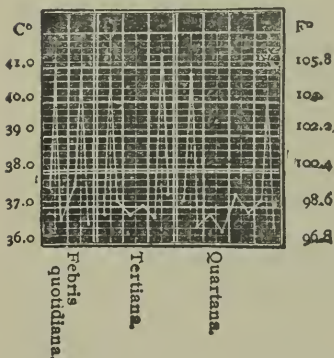 C° F°
41.0 105.8
40.0 104
39.0 102.2
38.0 100.4
37.0 98.6
36.0 96.8
Febris
quotidiana.
Tertiana.
Quartana.